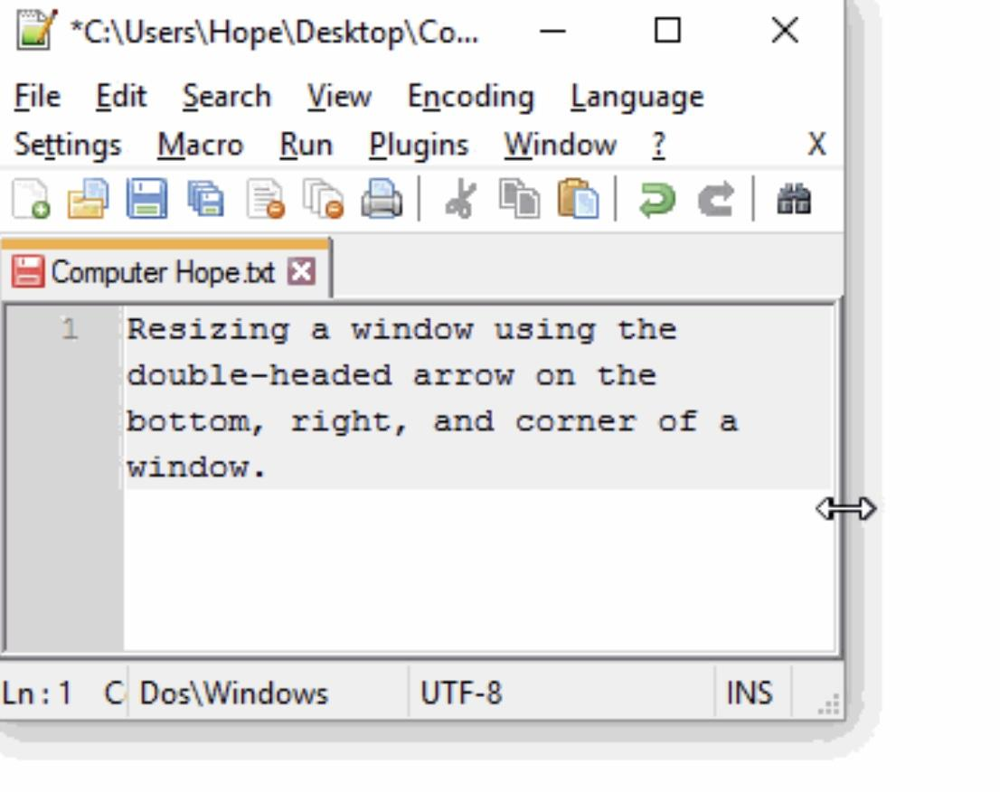 *C:\Users\Hope\Desktop\Co...
File Edit Search View Encoding Language
Settings Macro Run Plugins Window ? X
Computer Hope.txt
1 Resizing a window using the
double-headed arrow on the
bottom, right, and corner of a
window.
Ln : 1 C Dos\Windows UTF-8 INS